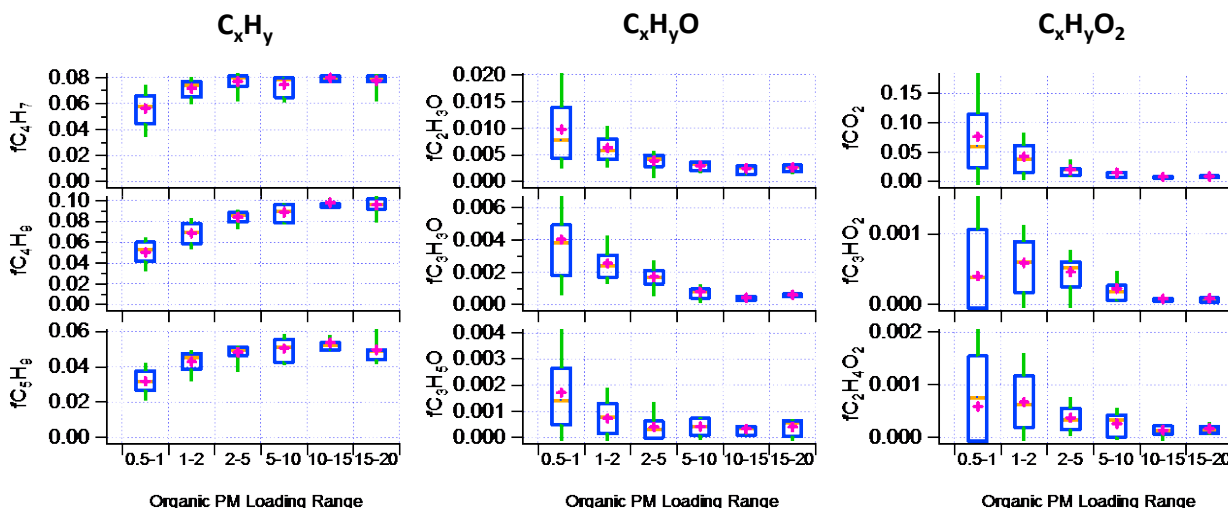 CxHy
CxHyO
CxHyO2
fC4H7
0.08
0.06
0.04
0.02
0.00
fC4H9
0.10
0.08
0.06
0.04
0.02
0.00
fC5H9
0.06
0.04
0.02
0.00
0.5-1 1-2 2-5 5-10 10-15 15-20
Organic PM Loading Range
fC2H3O
0.020
0.015
0.010
0.005
0.000
fC3H3O
0.006
0.004
0.002
0.000
fC3H5O
0.004
0.003
0.002
0.001
0.000
0.5-1 1-2 2-5 5-10 10-15 15-20
Organic PM Loading Range
fCO2
0.15
0.10
0.05
0.00
fC3HO2
0.001
0.000
fC2H4O2
0.002
0.001
0.000
0.5-1 1-2 2-5 5-10 10-15 15-20
Organic PM Loading Range